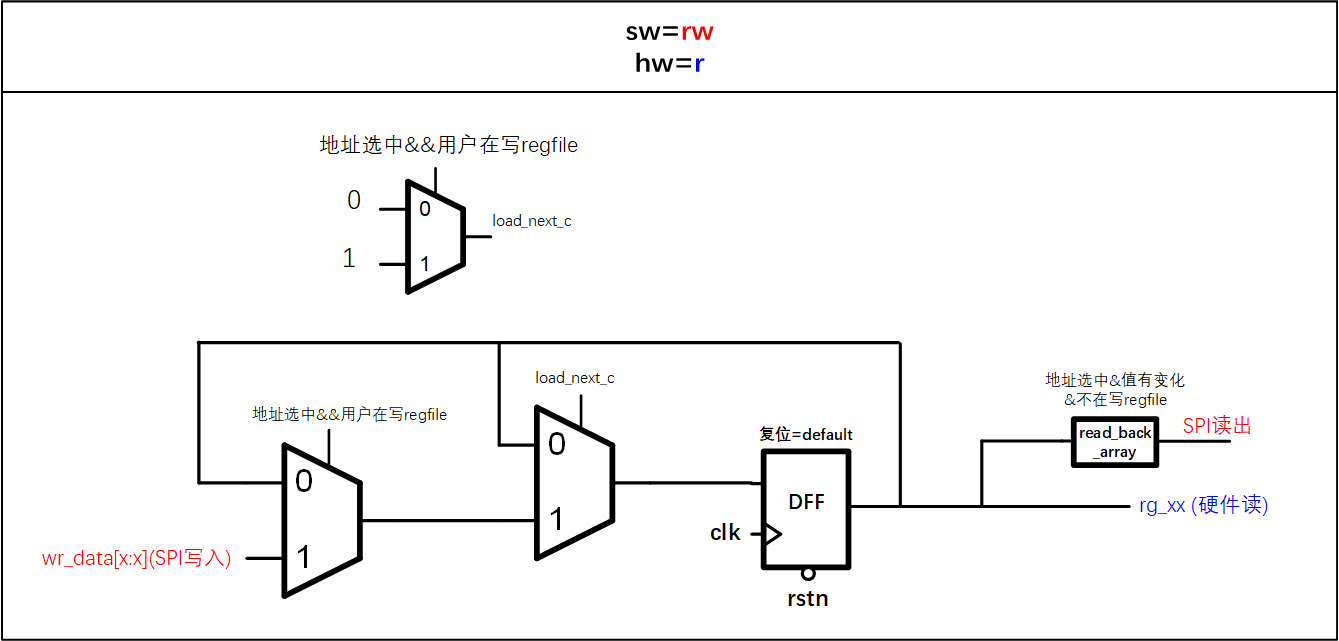 sw=rw
hw=r
地址选中&&用户在写regfile
0
0
load_next_c
1
1
load_next_c
地址选中&值有变化
&不在写regfile
地址选中&&用户在写regfile
SPI读出
复位=default
read_back
_array
0
0
DFF
rg_xx (硬件读)
1
clk
wr_data[x:x](SPI写入)
1
rstn